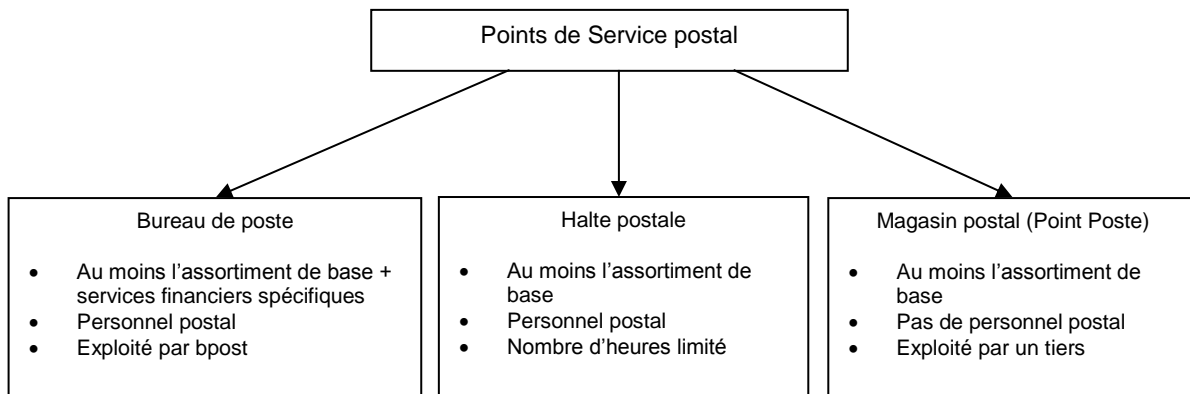 Points de Service postal
Bureau de poste
• Au moins l’assortiment de base +
services financiers spécifiques
• Personnel postal
• Exploité par bpost
Halte postale
• Au moins l’assortiment de
base
• Personnel postal
• Nombre d’heures limité
Magasin postal (Point Poste)
• Au moins l’assortiment de
base
• Pas de personnel postal
• Exploité par un tiers